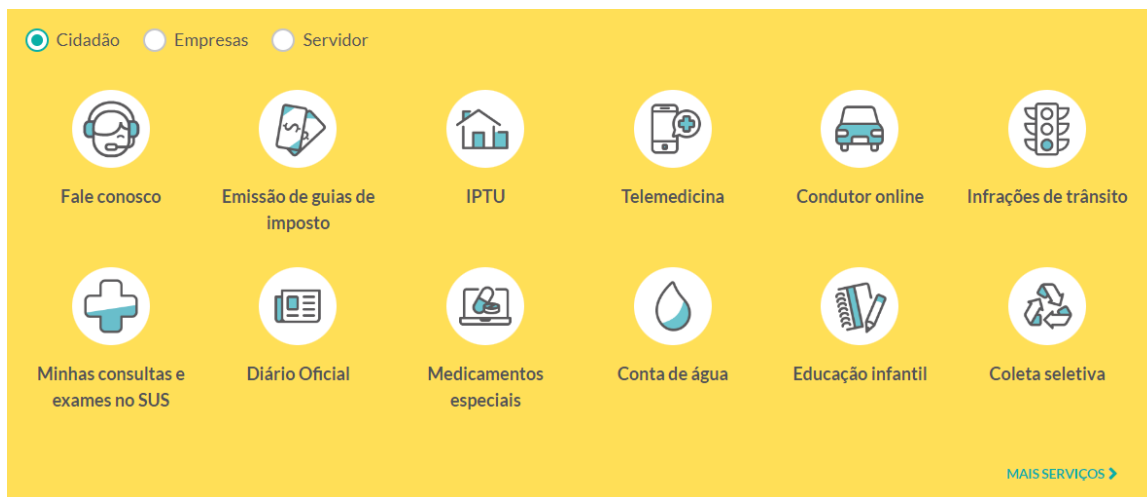 Cidadão Empresas Servidor
Fale conosco
Emissão de guias de
imposto
IPTU
Telemedicina
Condutor online
Infrações de trânsito
Minhas consultas e
exames no SUS
Diário Oficial
Medicamentos
especiais
Conta de água
Educação infantil
Coleta seletiva
MAIS SERVIÇOS